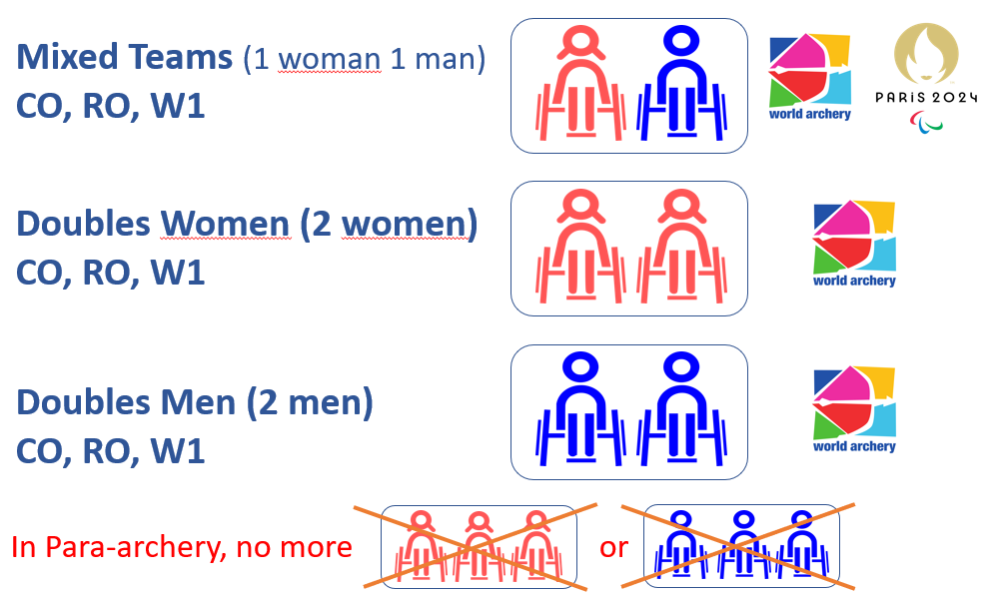 Mixed Teams (1 woman 1 man)
CO, RO, W1
world archery
PARIS 2024
Doubles Women (2 women)
CO, RO, W1
world archery
Doubles Men (2 men)
CO, RO, W1
world archery
In Para-archery, no more
or